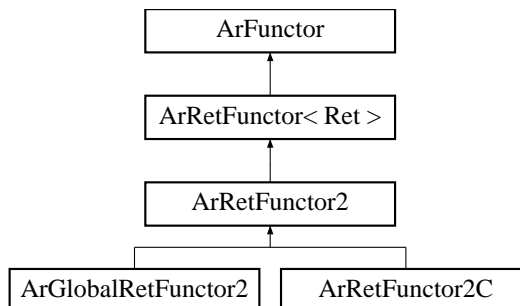 ArFunctor
ArRetFunctor< Ret >
ArRetFunctor2
ArGlobalRetFunctor2
ArRetFunctor2C